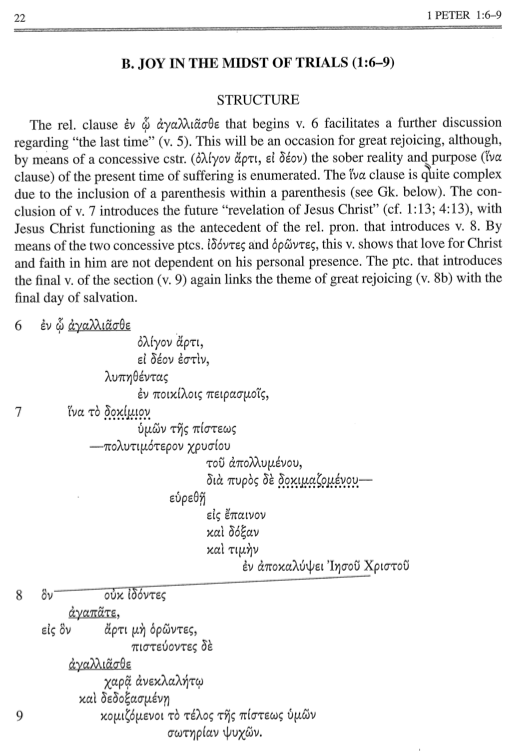 22
1 PETER 1:6–9
B. JOY IN THE MIDST OF TRIALS (1:6–9)
STRUCTURE
The rel. clause ἐν ᾧ ἀγαλλιᾶσθε that begins v. 6 facilitates a further discussion
regarding “the last time” (v. 5). This will be an occasion for great rejoicing, although,
by means of a concessive cstr. (ὀλίγον ἄρτι, εἰ δέον) the sober reality and purpose (ἵνα
clause) of the present time of suffering is enumerated. The ἵνα clause is quite complex
due to the inclusion of a parenthesis within a parenthesis (see Gk. below). The con-
clusion of v. 7 introduces the future “revelation of Jesus Christ” (cf. 1:13; 4:13), with
Jesus Christ functioning as the antecedent of the rel. pron. that introduces v. 8. By
means of the two concessive ptcs. ἰδόντες and ὁρῶντες, this v. shows that love for Christ
and faith in him are not dependent on his personal presence. The ptc. that introduces
the final v. of the section (v. 9) again links the theme of great rejoicing (v. 8b) with the
final day of salvation.
6 ἐν ᾧ ἀγαλλιᾶσθε
ὀλίγον ἄρτι,
εἰ δέον ἐστὶν,
λυπηθέντας
ἐν ποικίλοις πειρασμοῖς,
7 ἵνα τὸ δοκίμιον
ὑμῶν τῆς πίστεως
—πολυτιμότερον χρυσίου
τοῦ ἀπολλυμένου,
διὰ πυρὸς δὲ δοκιμαζομένου—
εὑρεθῇ
εἰς ἔπαινον
καὶ δόξαν
καὶ τιμὴν
ἐν ἀποκαλύψει Ἰησοῦ Χριστοῦ
8 ὃν οὐκ ἰδόντες
ἀγαπᾶτε,
εἰς ὃν ἄρτι μὴ ὁρῶντες,
πιστεύοντες δὲ
ἀγαλλιᾶσθε
χαρᾷ ἀνεκλαλήτῳ
καὶ δεδοξασμένῃ
9 κομιζόμενοι τὸ τέλος τῆς πίστεως ὑμῶν
σωτηρίαν ψυχῶν.